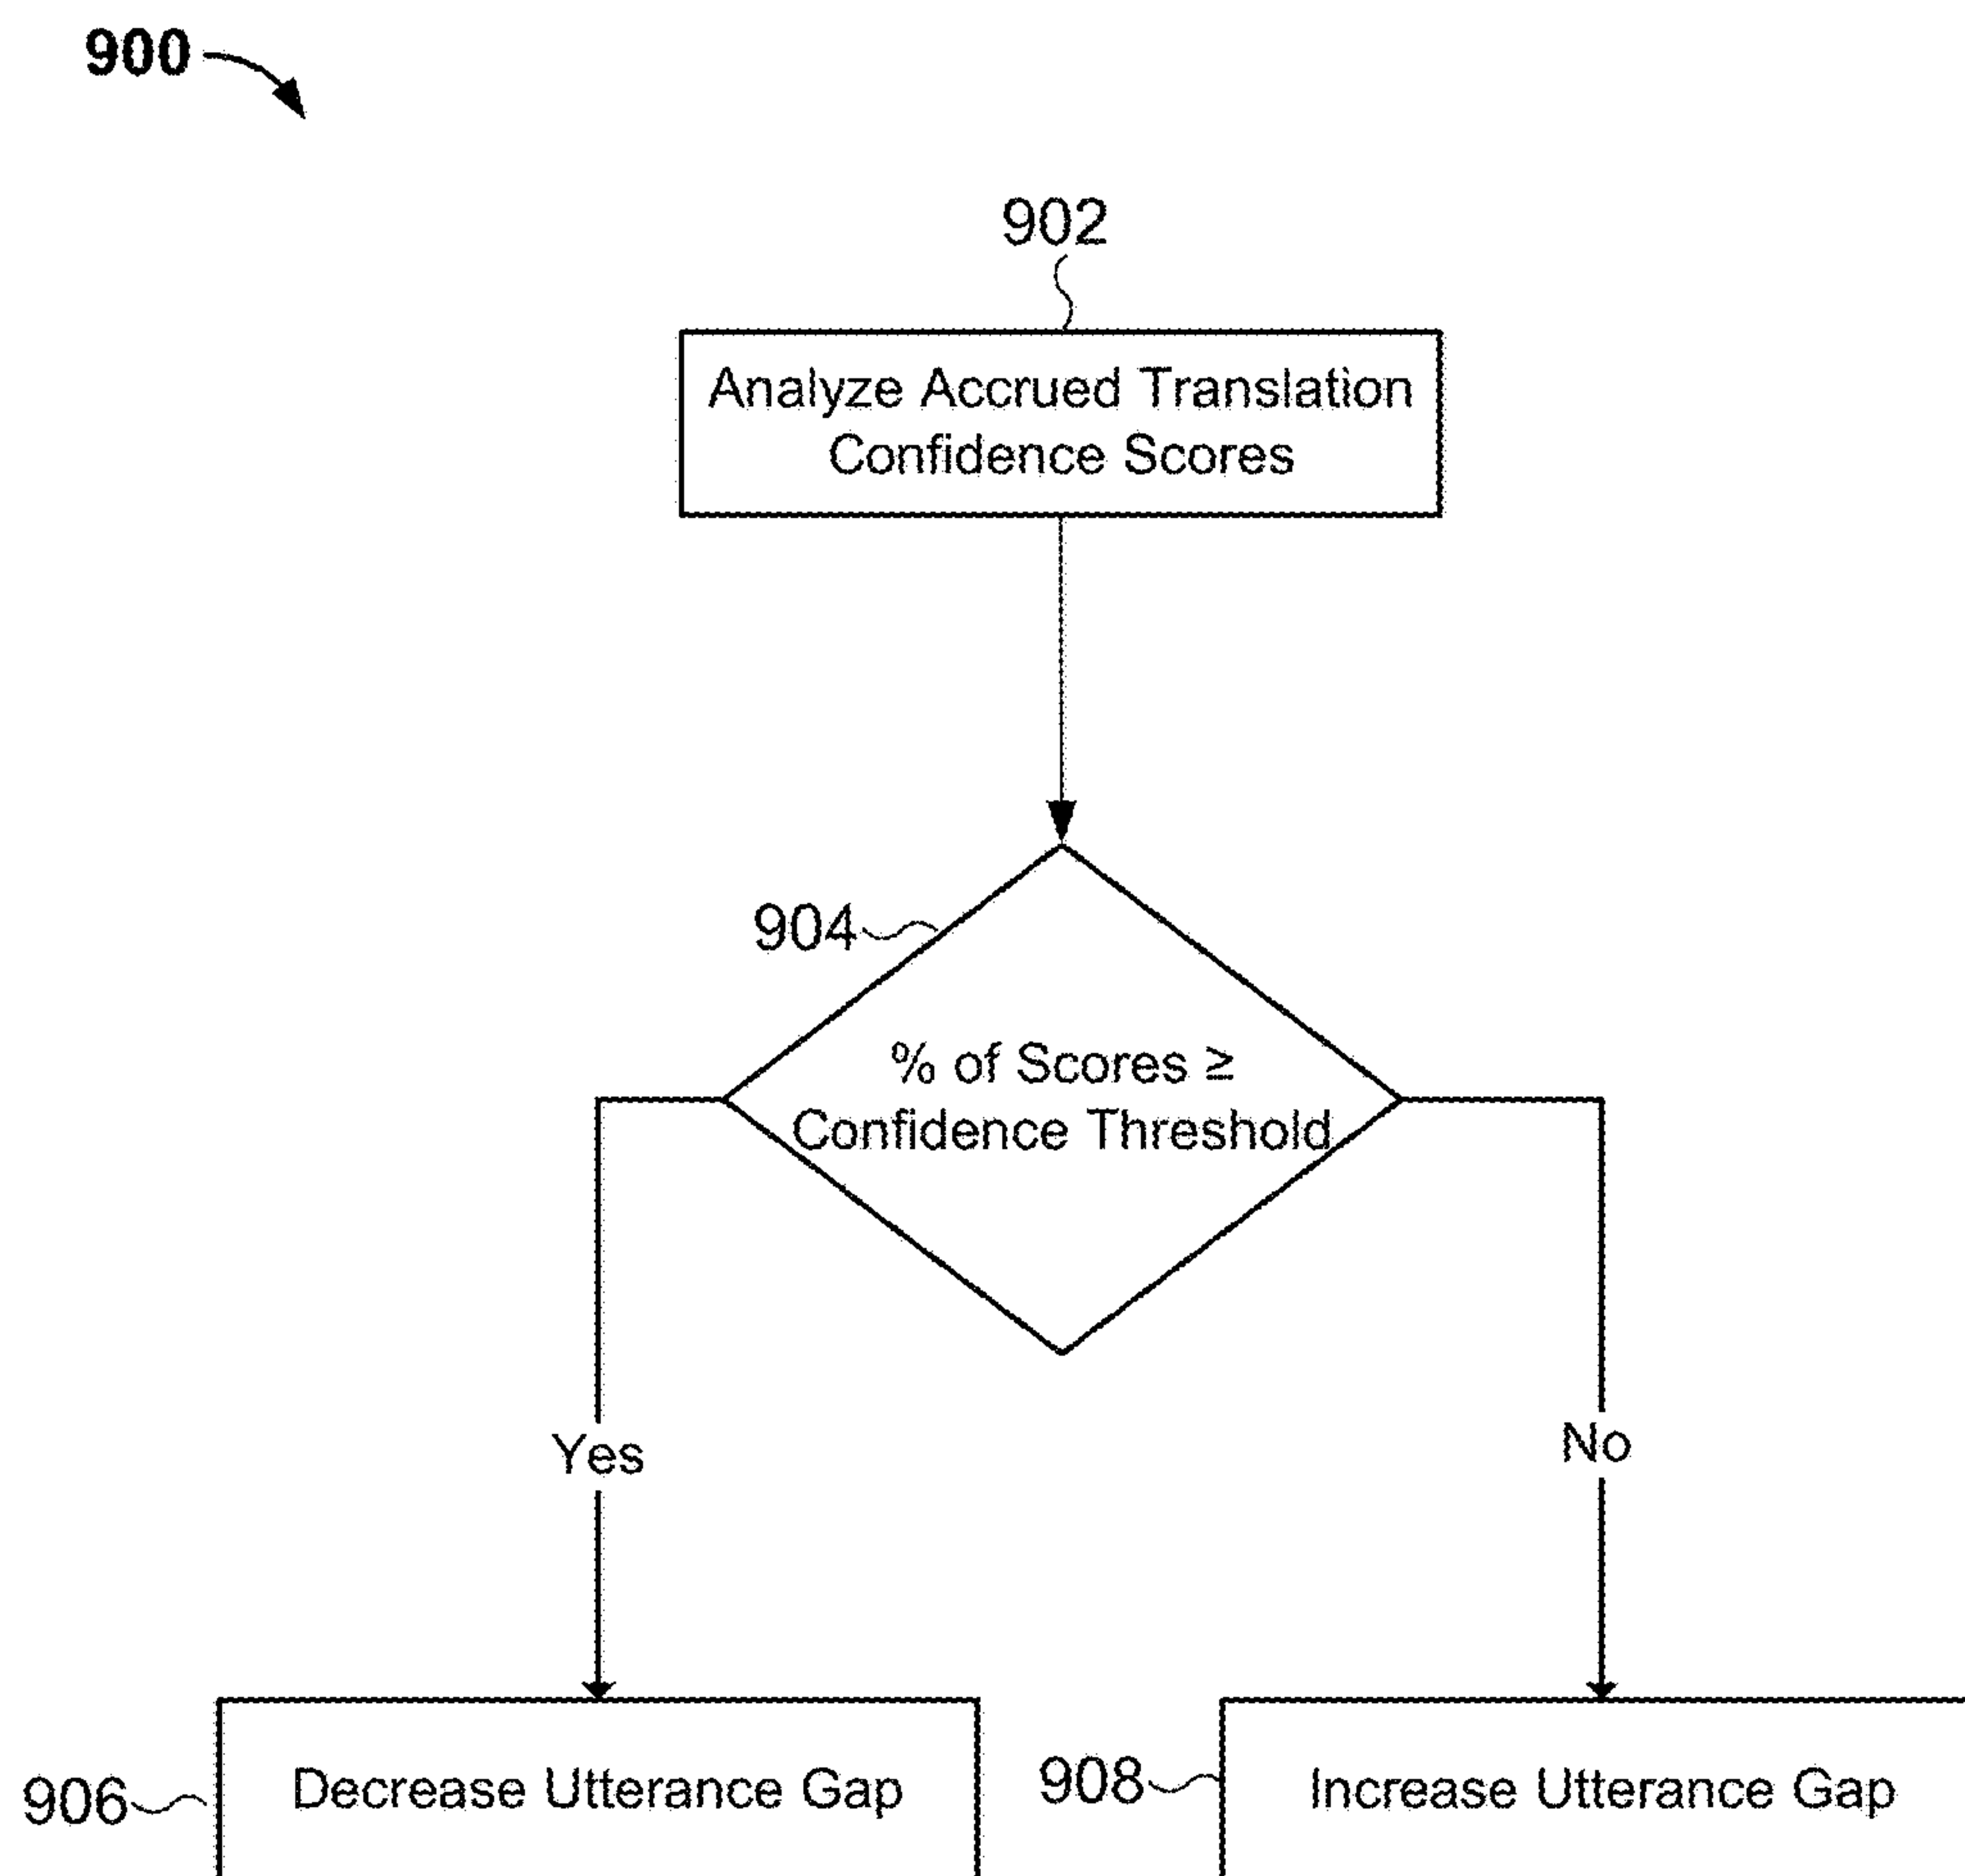 900
902
Analyze Accrued Translation
Confidence Scores
904
% of Scores ≥
Confidence Threshold
Yes
No
906
Decrease Utterance Gap
908
Increase Utterance Gap